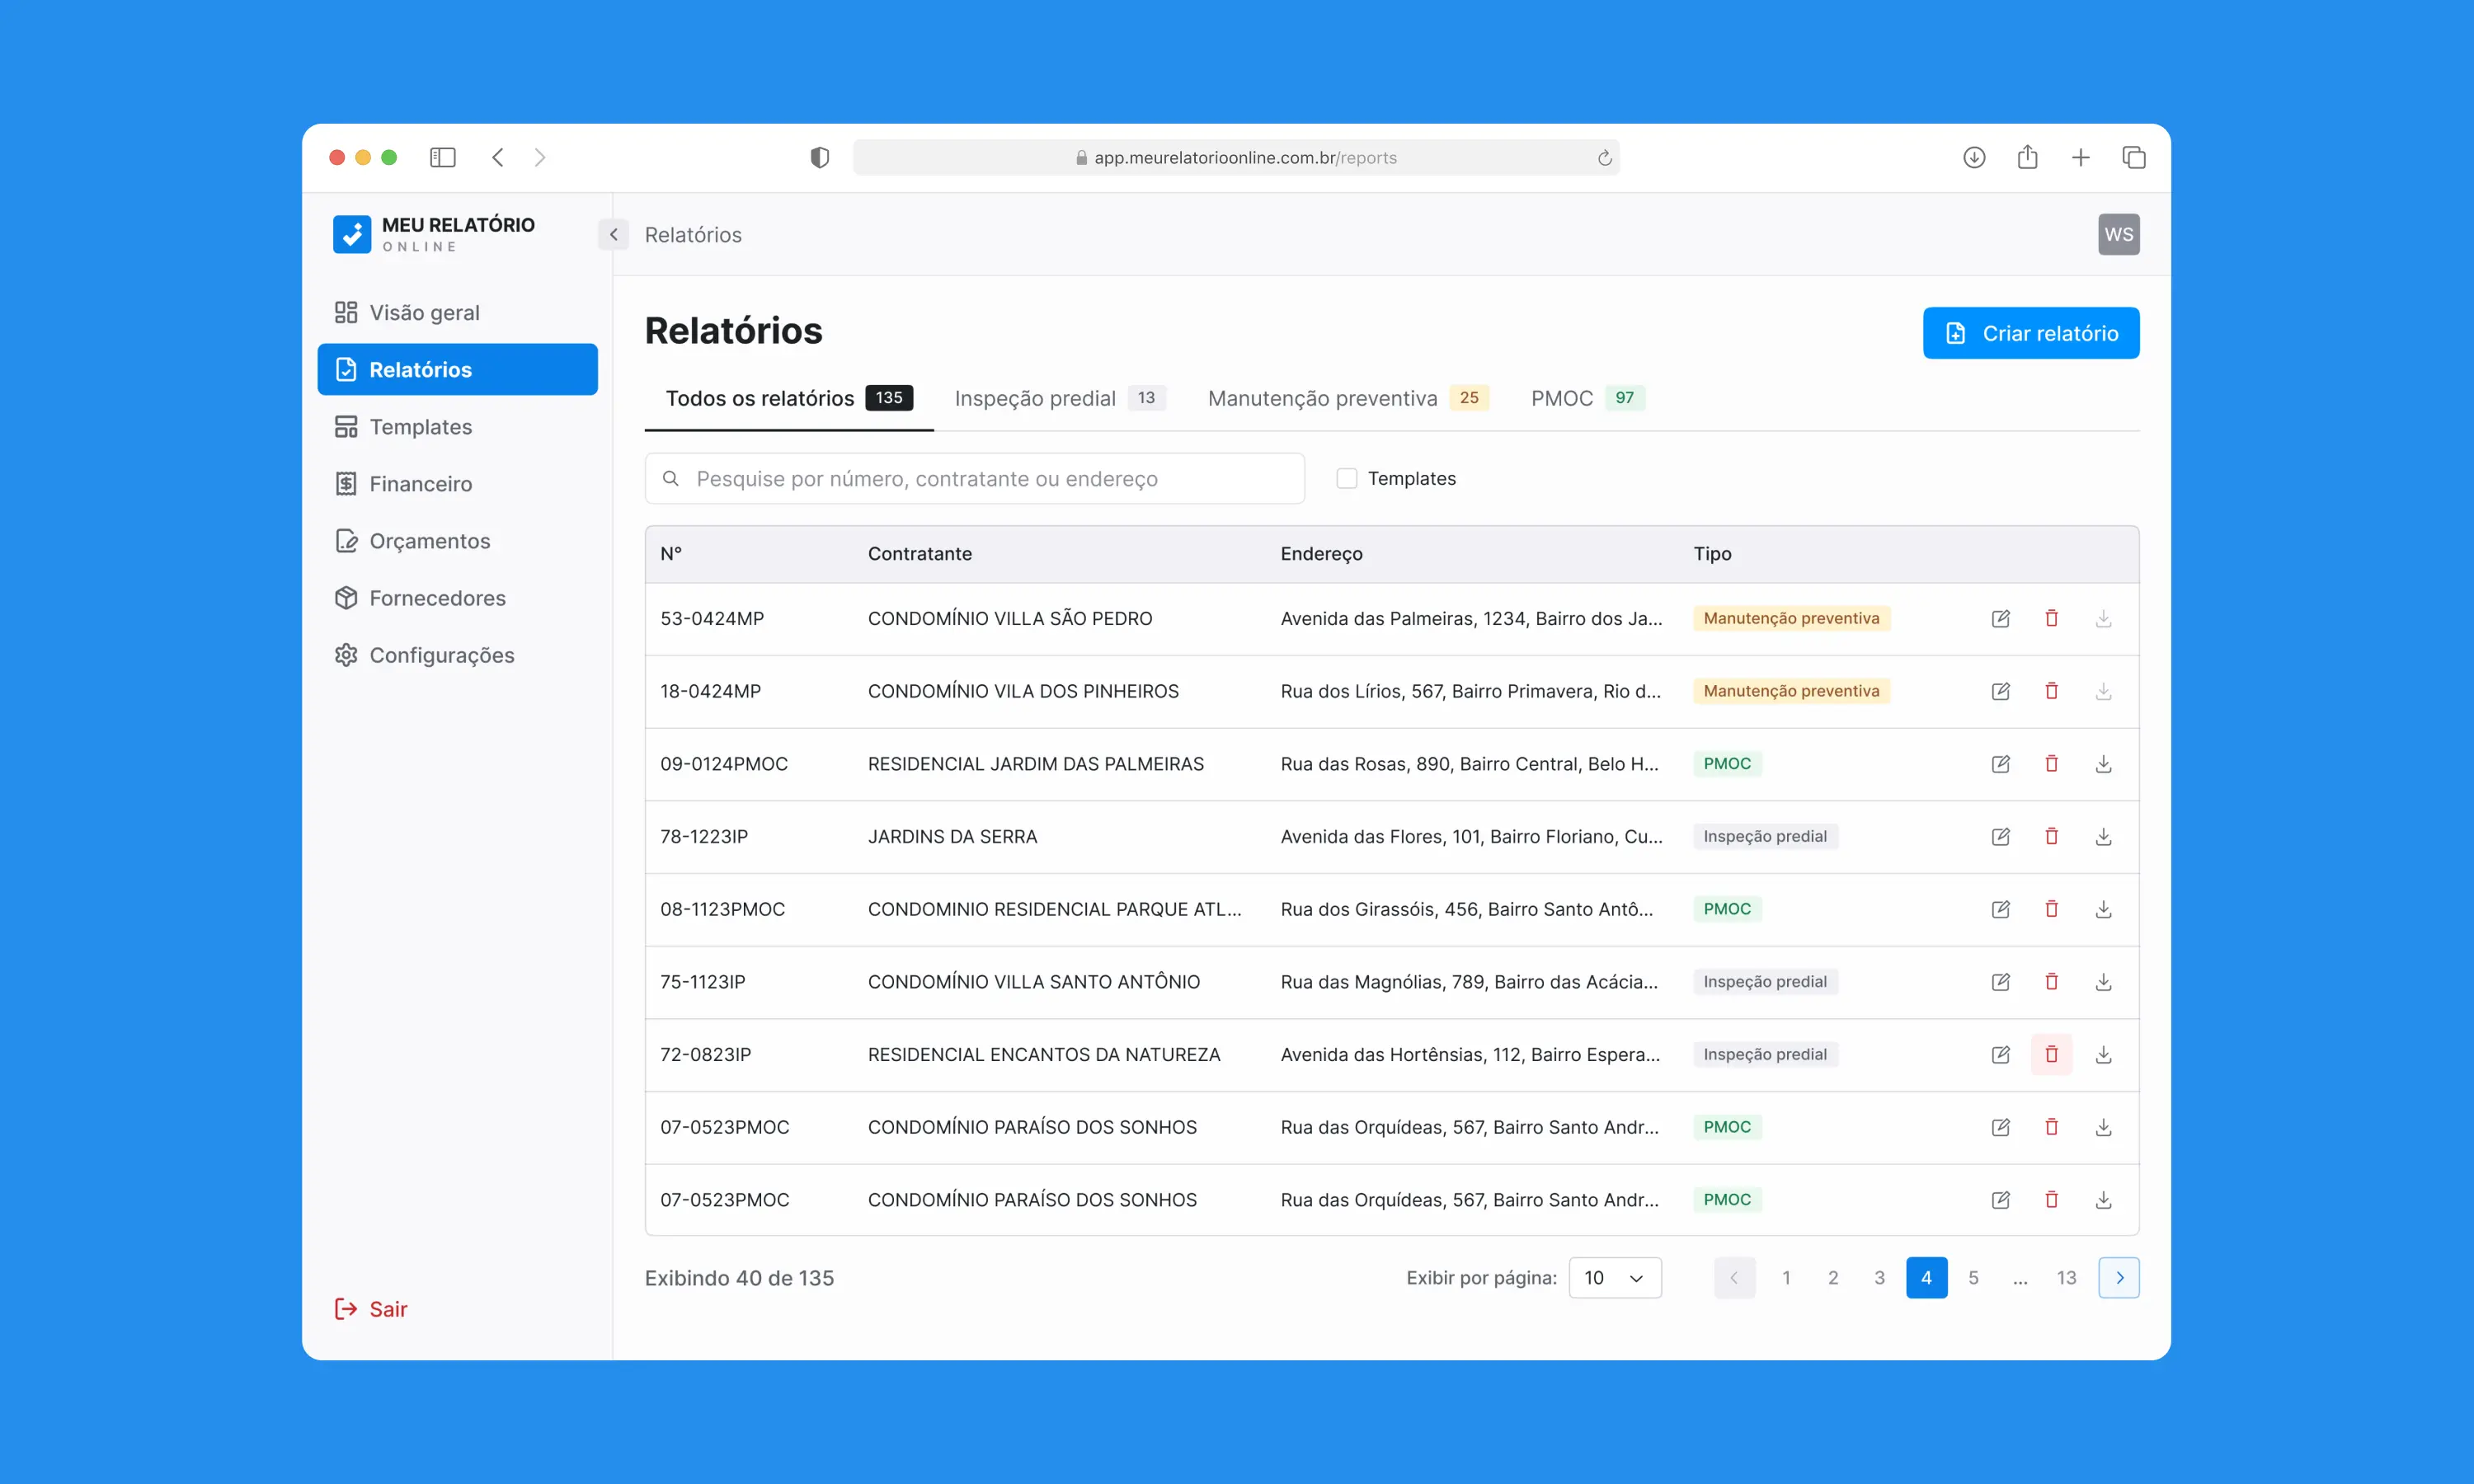 app.meurelatorioonline.com.br/reports
MEU RELATÓRIO
ONLINE
Relatórios
WS
Visão geral
Relatórios
Templates
Financeiro
Orçamentos
Fornecedores
Configurações
Sair
Relatórios
Criar relatório
Todos os relatórios 135 Inspeção predial 13 Manutenção preventiva 25 PMOC 97
Pesquise por número, contratante ou endereço Templates
N° Contratante Endereço Tipo
53-0424MP CONDOMÍNIO VILLA SÃO PEDRO Avenida das Palmeiras, 1234, Bairro dos Ja... Manutenção preventiva
18-0424MP CONDOMÍNIO VILA DOS PINHEIROS Rua dos Lírios, 567, Bairro Primavera, Rio d... Manutenção preventiva
09-0124PMOC RESIDENCIAL JARDIM DAS PALMEIRAS Rua das Rosas, 890, Bairro Central, Belo H... PMOC
78-1223IP JARDINS DA SERRA Avenida das Flores, 101, Bairro Floriano, Cu... Inspeção predial
08-1123PMOC CONDOMINIO RESIDENCIAL PARQUE ATL... Rua dos Girassóis, 456, Bairro Santo Antô... PMOC
75-1123IP CONDOMÍNIO VILLA SANTO ANTÔNIO Rua das Magnólias, 789, Bairro das Acácia... Inspeção predial
72-0823IP RESIDENCIAL ENCANTOS DA NATUREZA Avenida das Hortênsias, 112, Bairro Espera... Inspeção predial
07-0523PMOC CONDOMÍNIO PARAÍSO DOS SONHOS Rua das Orquídeas, 567, Bairro Santo Andr... PMOC
07-0523PMOC CONDOMÍNIO PARAÍSO DOS SONHOS Rua das Orquídeas, 567, Bairro Santo Andr... PMOC
Exibindo 40 de 135 Exibir por página: 10 1 2 3 4 5 ... 13